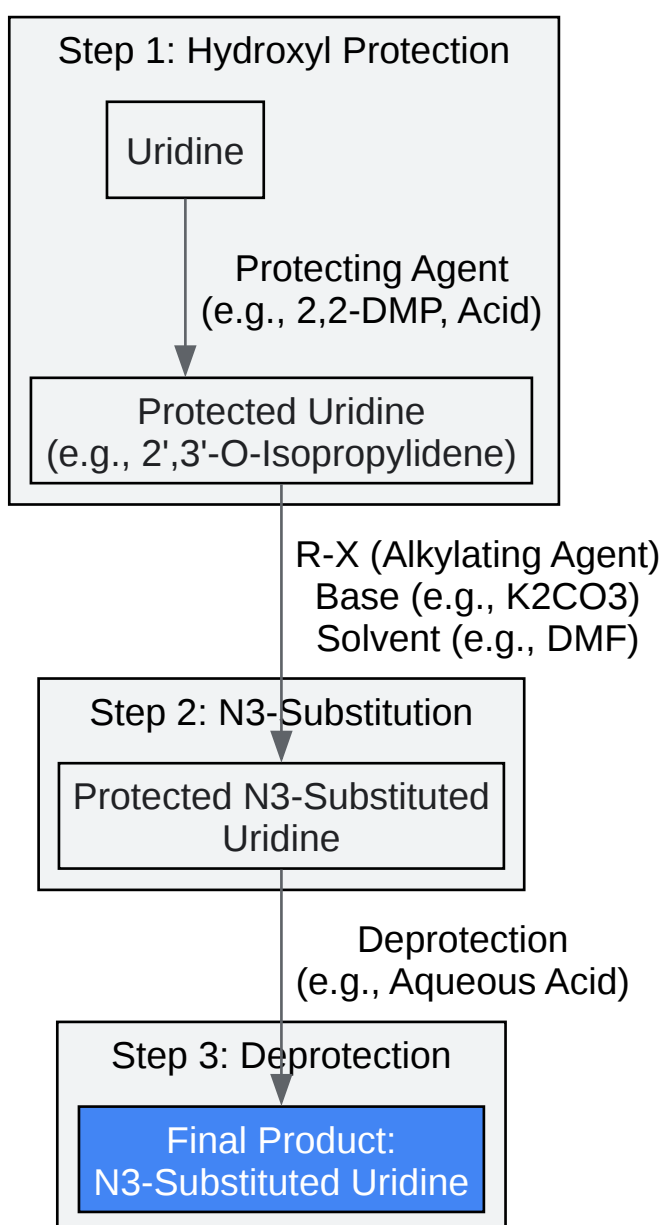 Step 1: Hydroxyl Protection
Uridine
Protecting Agent
(e.g., 2,2-DMP, Acid)
Protected Uridine
(e.g., 2',3'-O-Isopropylidene)
R-X (Alkylating Agent)
Base (e.g., K2CO3)
Solvent (e.g., DMF)
Step 2: N3-Substitution
Protected N3-Substituted
Uridine
Deprotection
(e.g., Aqueous Acid)
Step 3: Deprotection
Final Product:
N3-Substituted Uridine